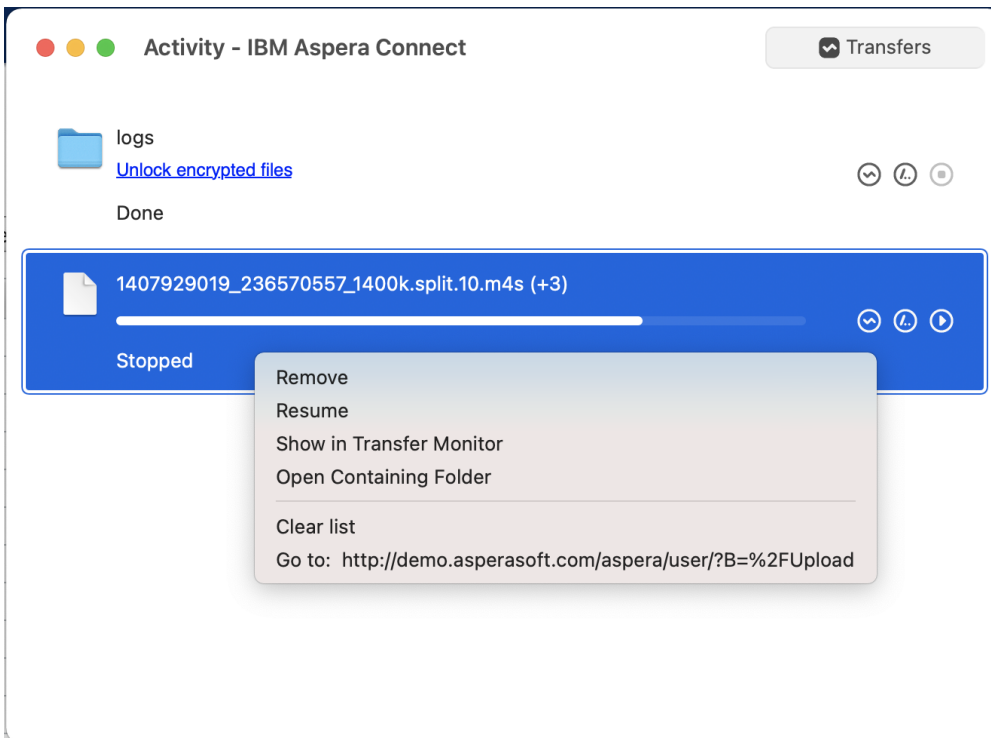 Activity - IBM Aspera Connect
Transfers
logs
Unlock encrypted files
Done
1407929019_236570557_1400k.split.10.m4s (+3)
Stopped
Remove
Resume
Show in Transfer Monitor
Open Containing Folder
Clear list
Go to: http://demo.asperasoft.com/aspera/user/?B=%2FUpload